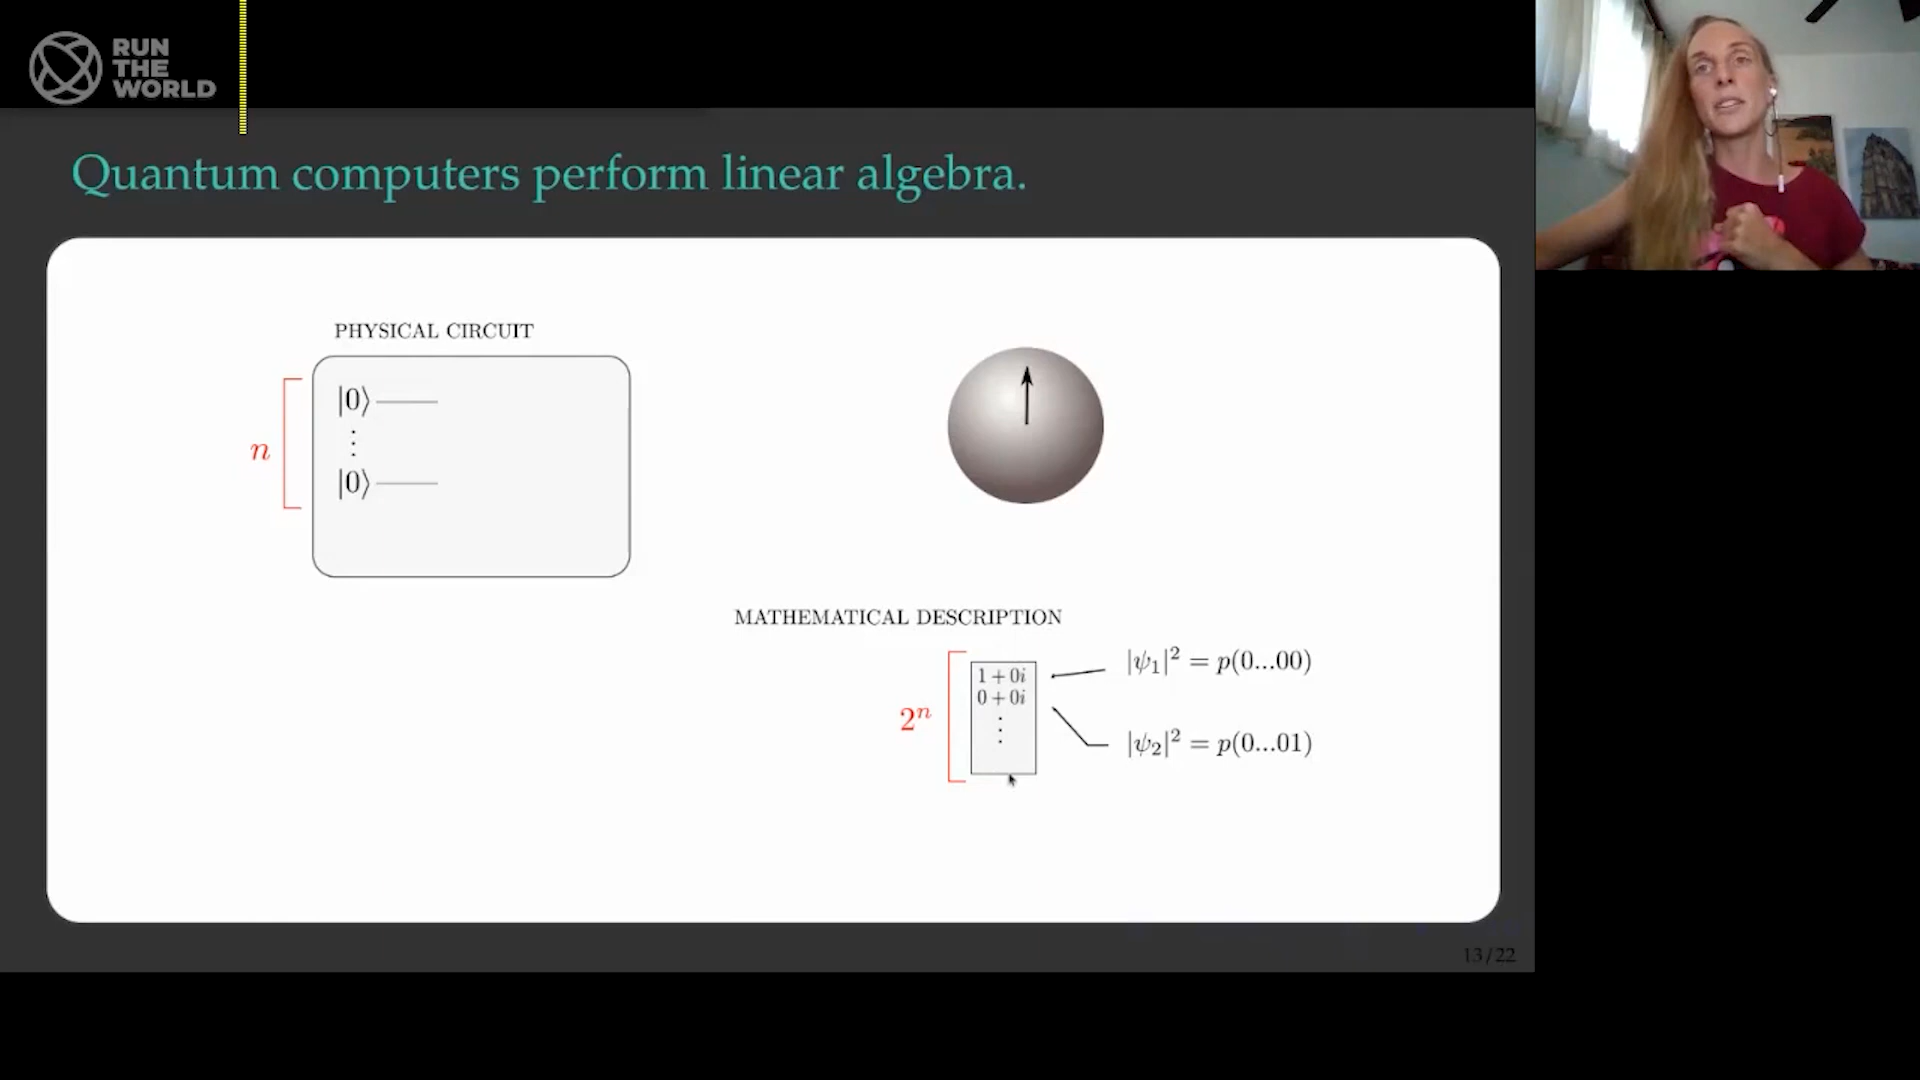 RUN
THE
WORLD
Quantum computers perform linear algebra.
PHYSICAL CIRCUIT
n
|0⟩
⋮
|0⟩
MATHEMATICAL DESCRIPTION
2ⁿ
1 + 0i
0 + 0i
⋮
|ψ₁|² = p(0...00)
|ψ₂|² = p(0...01)
13/22